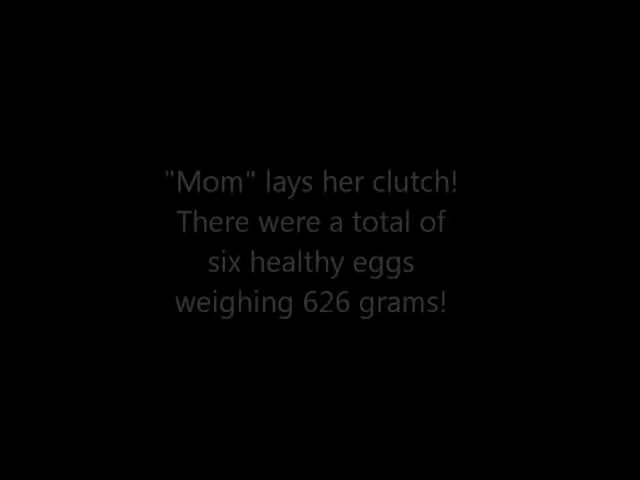 "Mom" lays her clutch!
There were a total of
six healthy eggs
weighing 626 grams!